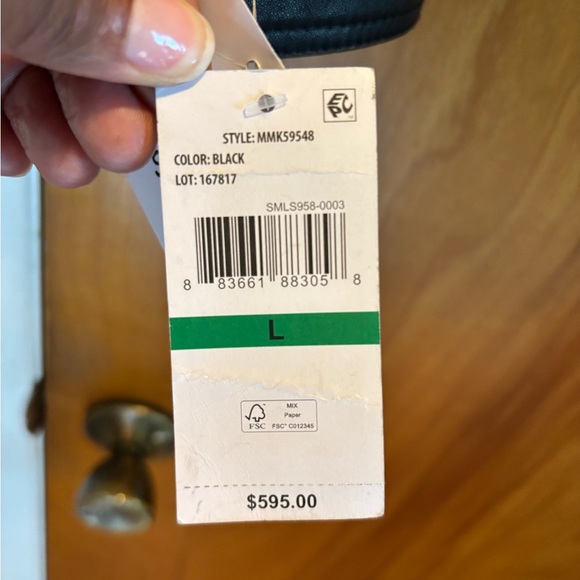 EPC
STYLE: MMK59548
COLOR: BLACK
LOT: 167817
SMLS958-0003
8 83661 88305 8
L
MIX
Paper
FSC
FSC® C012345
$595.00